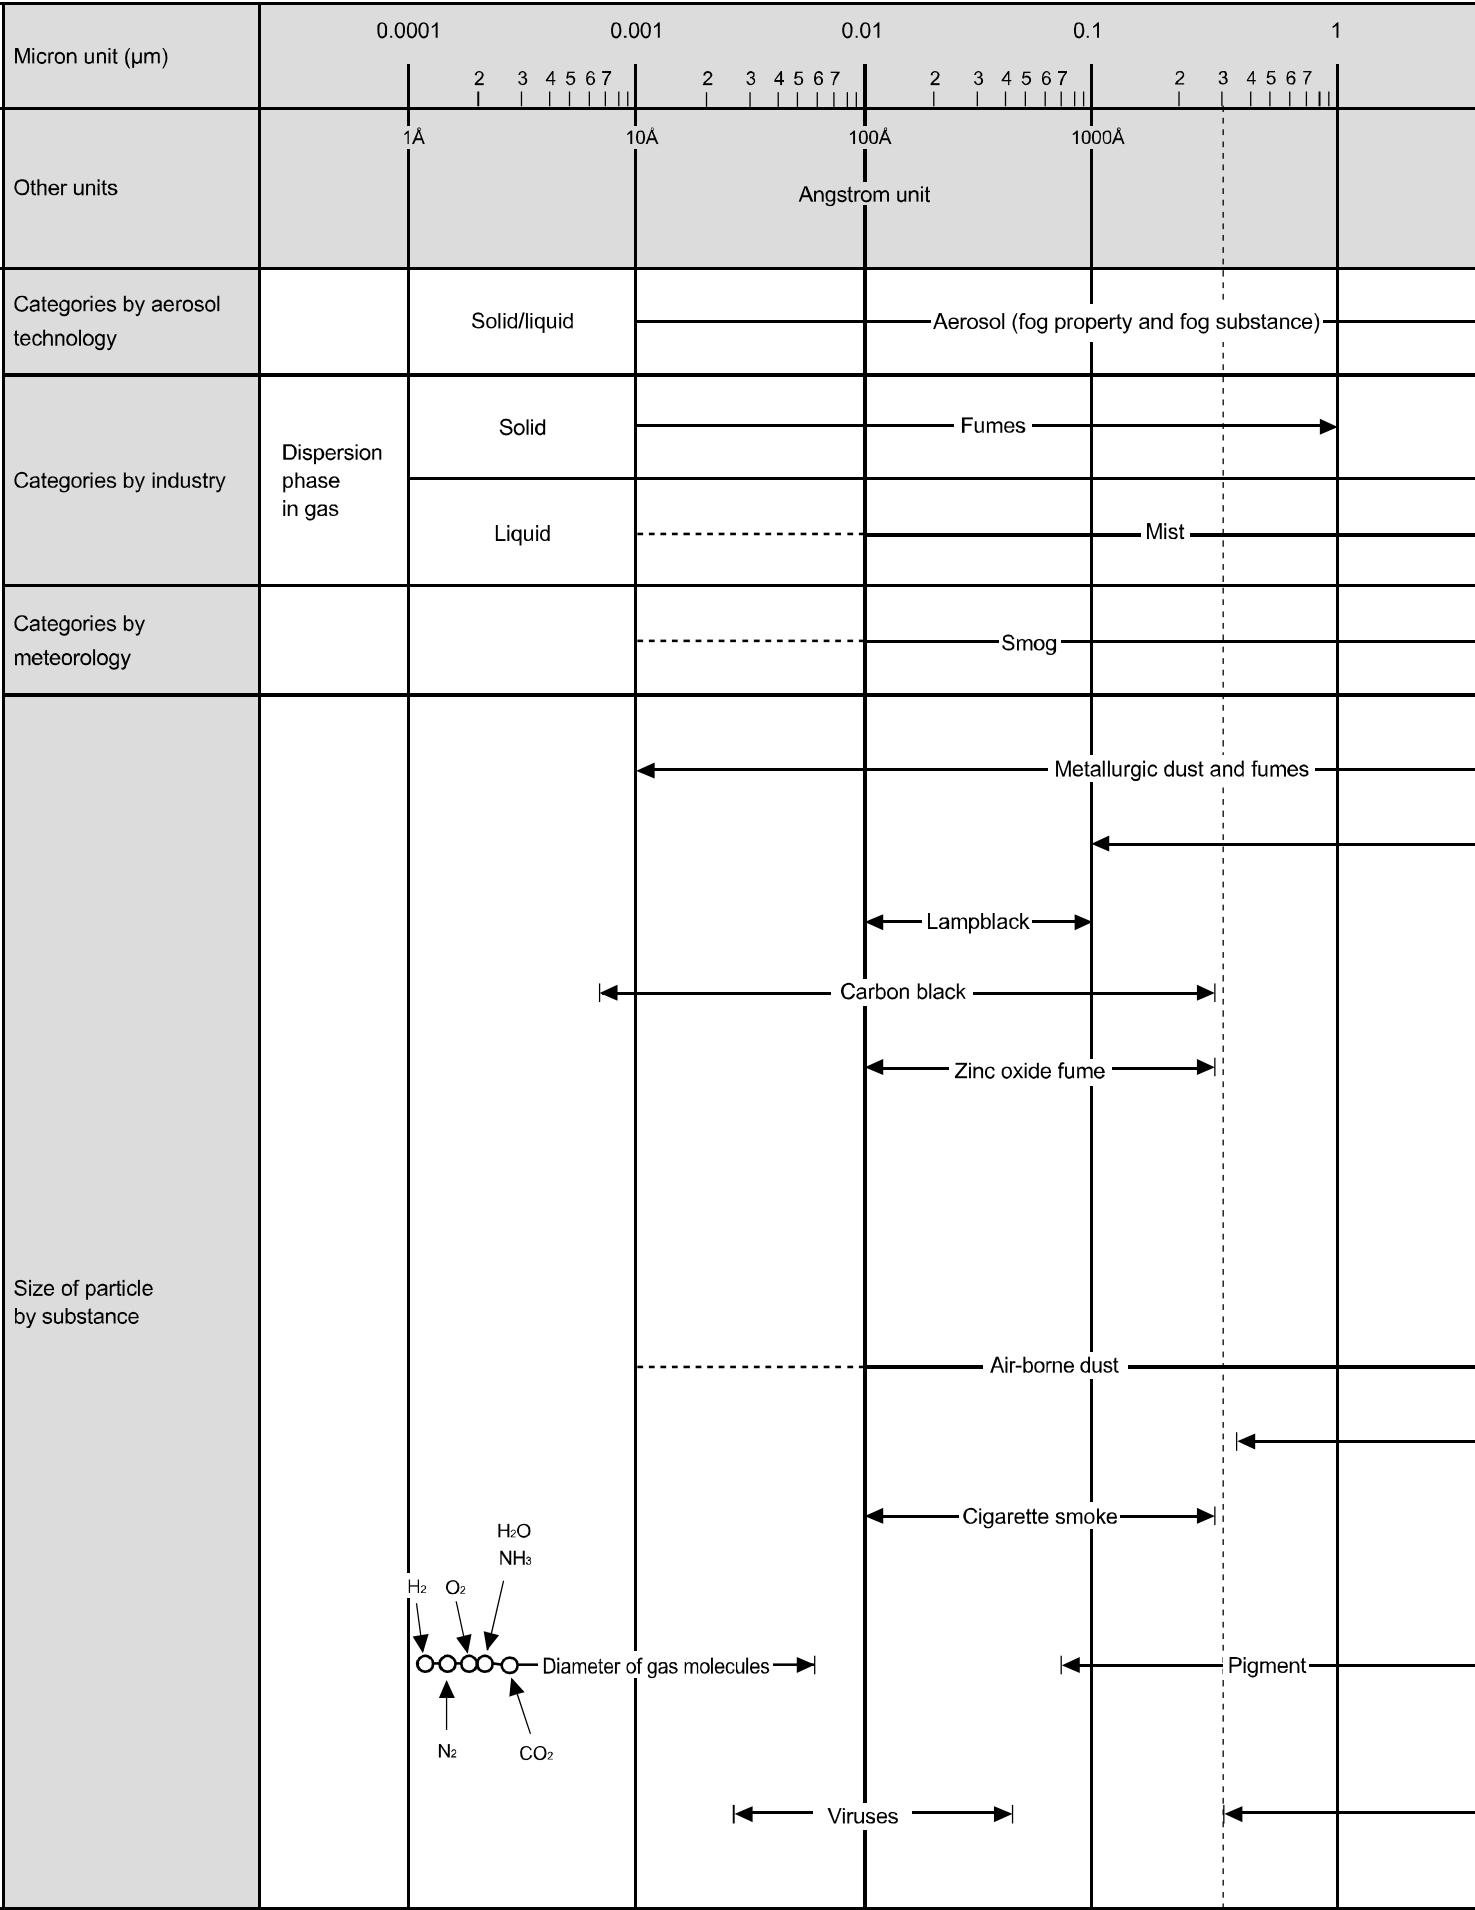 0.0001 0.001 0.01 0.1 1
Micron unit (μm)
2 3 4 5 6 7 2 3 4 5 6 7 2 3 4 5 6 7 2 3 4 5 6 7
1Å 10Å 100Å 1000Å
Other units
Angstrom unit
Categories by aerosol
technology
Solid/liquid
Aerosol (fog property and fog substance)
Categories by industry
Dispersion
phase
in gas
Solid
Fumes
Liquid
Mist
Categories by
meteorology
Smog
Size of particle
by substance
Metallurgic dust and fumes
Lampblack
Carbon black
Zinc oxide fume
Air-borne dust
Cigarette smoke
H₂O
NH₃
H₂ O₂
Diameter of gas molecules
Pigment
N₂ CO₂
Viruses